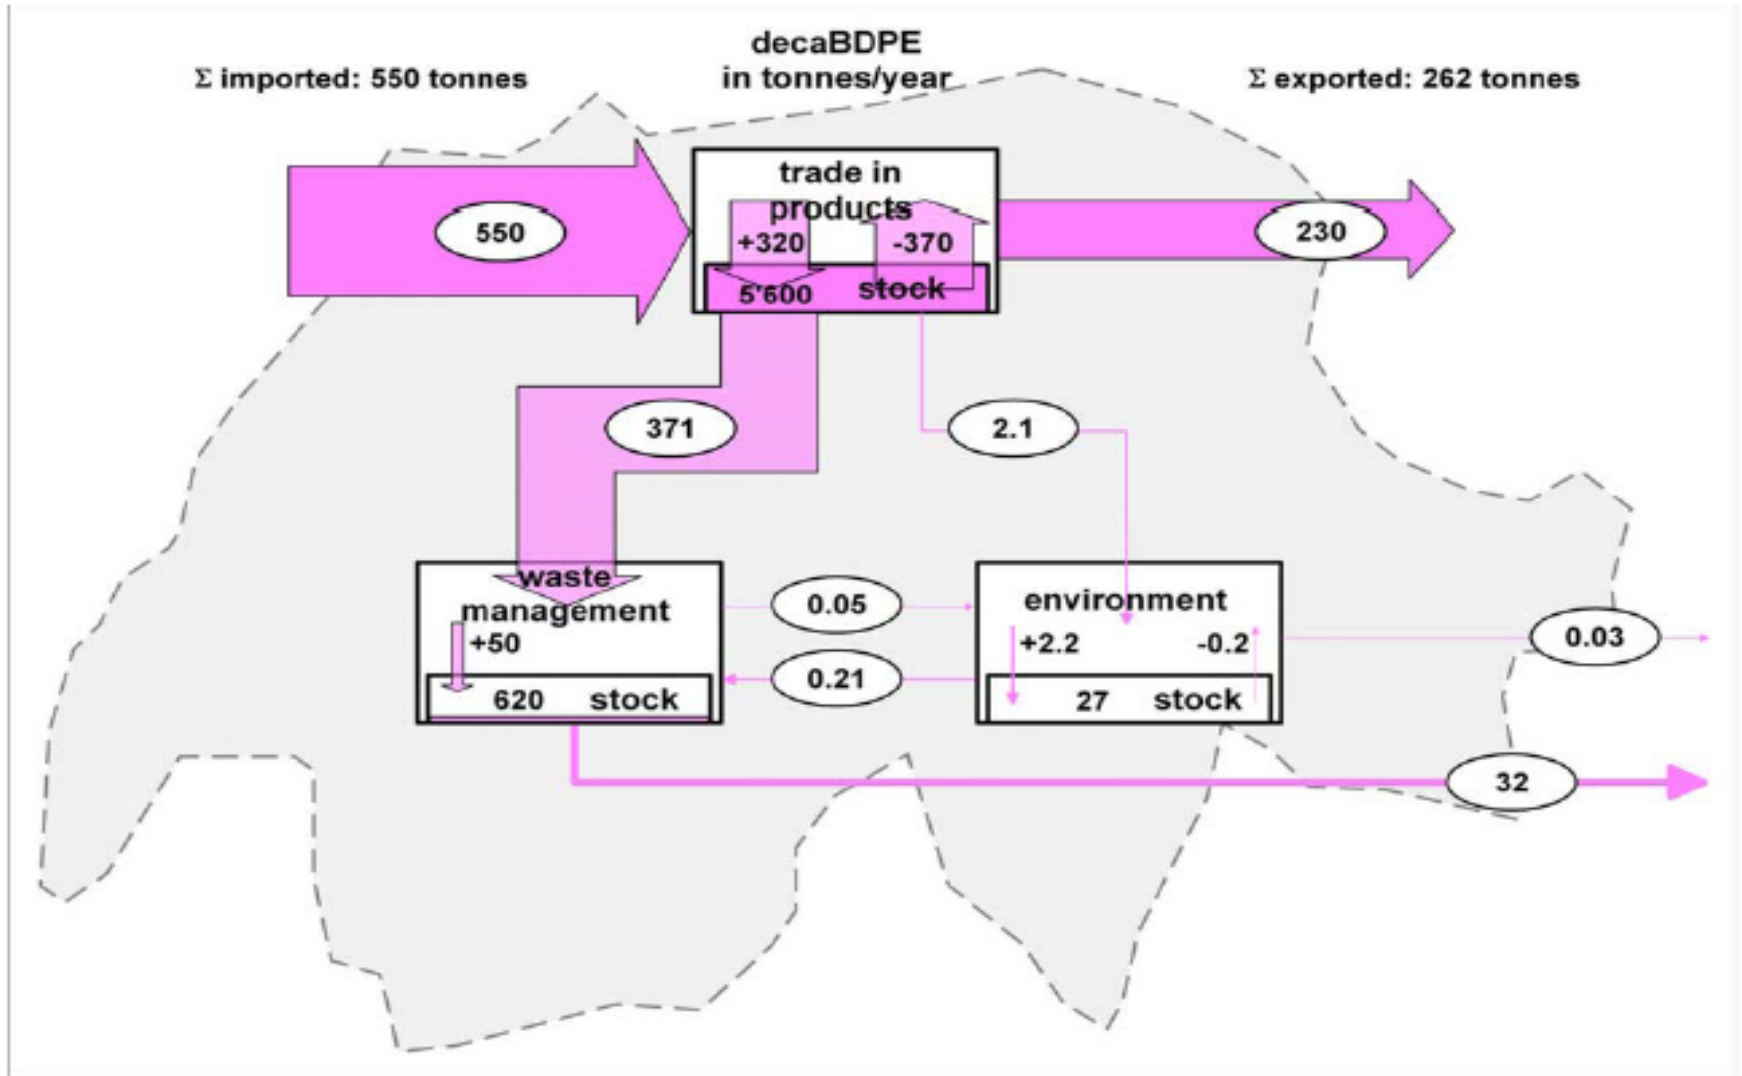 decaBDPE
in tonnes/year
Σ imported: 550 tonnes
Σ exported: 262 tonnes
trade in
products
550
+320
-370
230
5'600 stock
371
2.1
waste
management
+50
620 stock
0.05
0.21
environment
+2.2
-0.2
27 stock
0.03
32